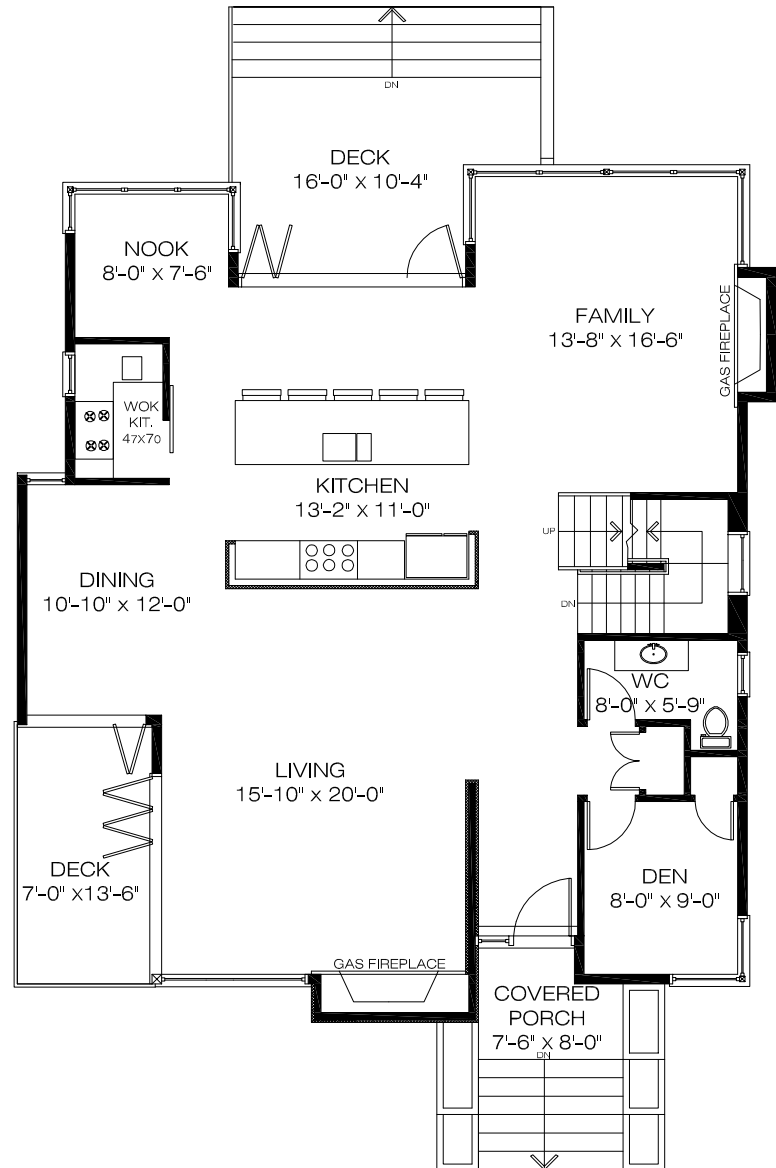 DN
DECK
16'-0" X 10'-4"
NOOK
8'-0" X 7'-6"
FAMILY
13'-8" X 16'-6"
GAS FIREPLACE
WOK
KIT.
47X70
KITCHEN
13'-2" X 11'-0"
UP
DINING
10'-10" X 12'-0"
DN
WC
8'-0" X 5'-9"
LIVING
15'-10" X 20'-0"
DECK
7'-0" X13'-6"
DEN
8'-0" X 9'-0"
GAS FIREPLACE
COVERED
PORCH
7'-6" X 8'-0"
DN